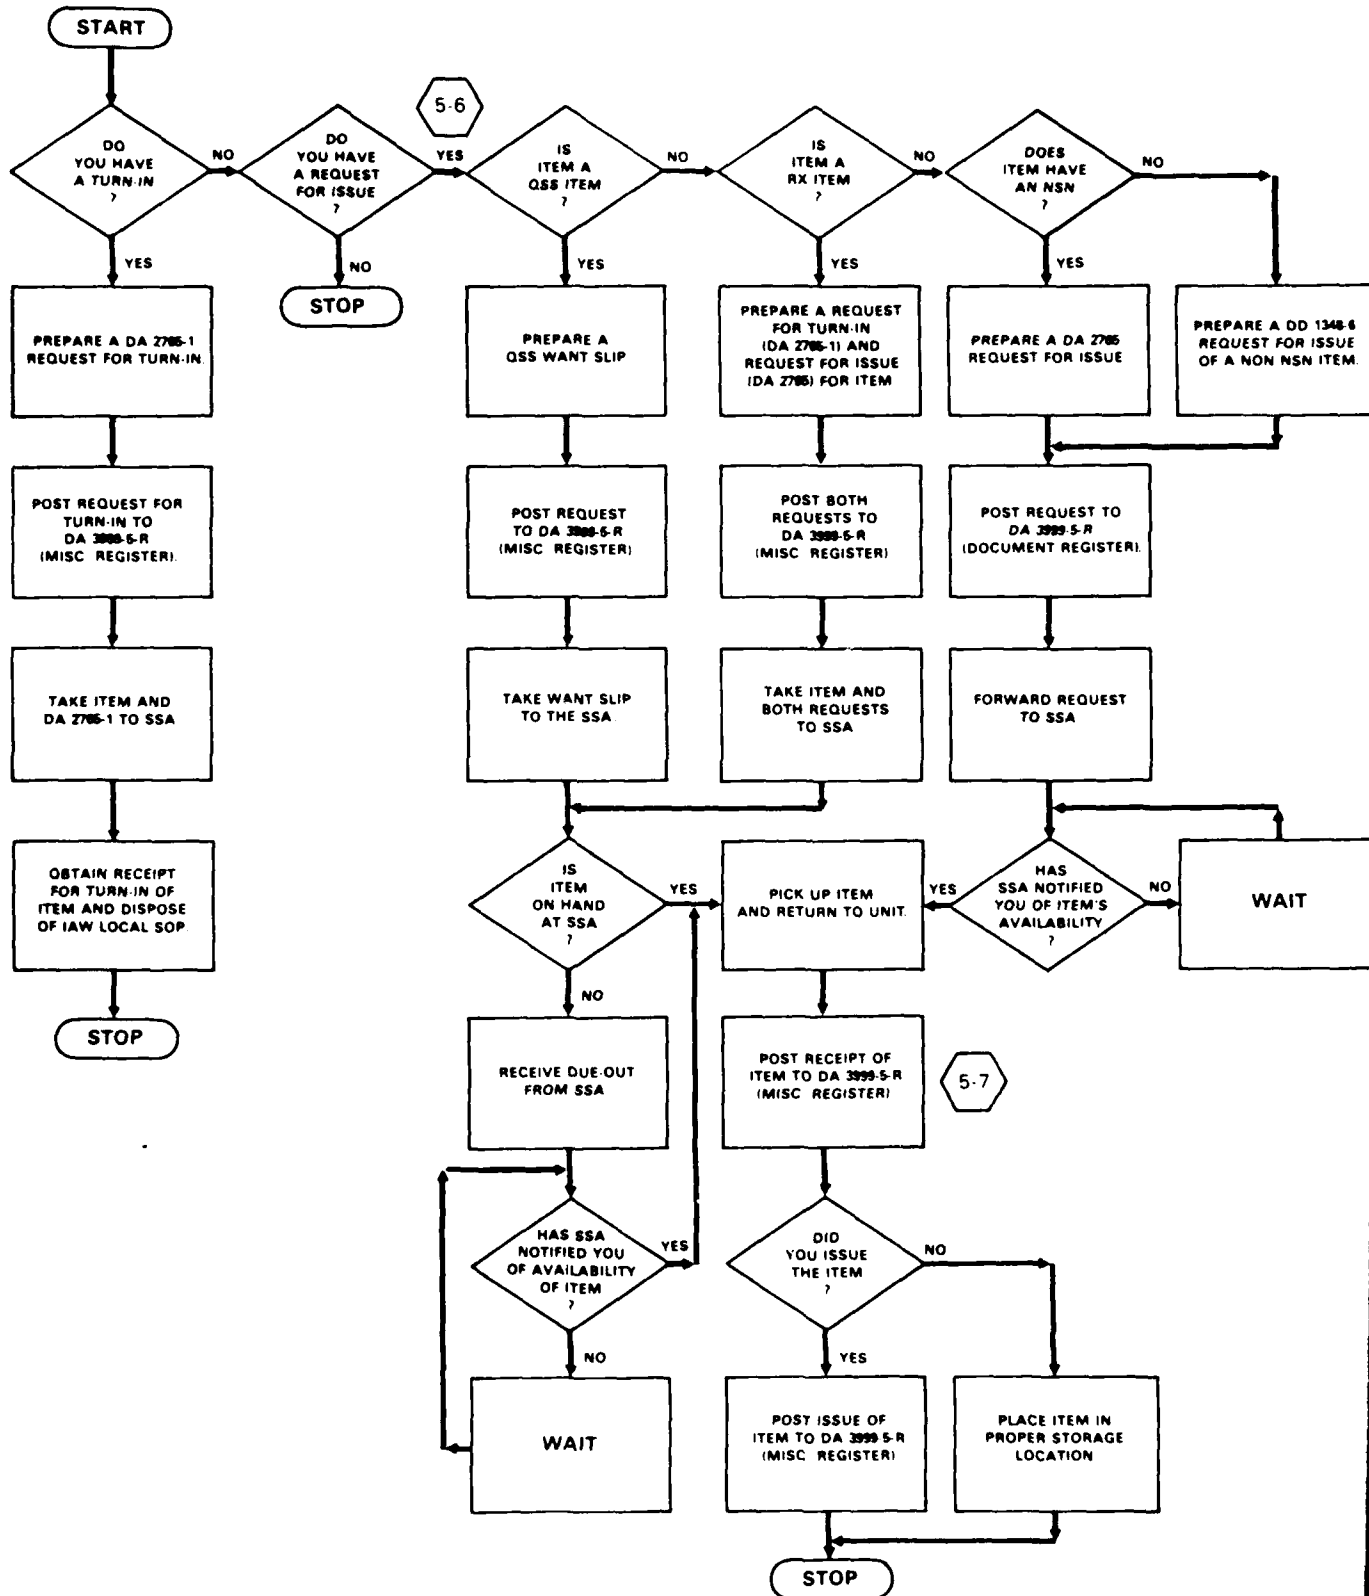 START
5-6
DO
YOU HAVE
A TURN-IN
?
NO
DO
YOU HAVE
A REQUEST
FOR ISSUE
?
YES
IS
ITEM A
QSS ITEM
?
NO
IS
ITEM A
RX ITEM
?
NO
DOES
ITEM HAVE
AN NSN
?
NO
YES
NO
STOP
YES
YES
YES
PREPARE A DA 2765-1
REQUEST FOR TURN-IN.
PREPARE A
QSS WANT SLIP
PREPARE A REQUEST
FOR TURN-IN
(DA 2765-1) AND
REQUEST FOR ISSUE
(DA 2765) FOR ITEM
PREPARE A DA 2765
REQUEST FOR ISSUE
PREPARE A DD 1348-6
REQUEST FOR ISSUE
OF A NON NSN ITEM.
POST REQUEST FOR
TURN-IN TO
DA 3999-5-R
(MISC REGISTER).
POST REQUEST
TO DA 3999-5-R
(MISC REGISTER)
POST BOTH
REQUESTS TO
DA 3999-5-R
(MISC REGISTER)
POST REQUEST TO
DA 3999-5-R
(DOCUMENT REGISTER).
TAKE ITEM AND
DA 2765-1 TO SSA
TAKE WANT SLIP
TO THE SSA.
TAKE ITEM AND
BOTH REQUESTS
TO SSA
FORWARD REQUEST
TO SSA
OBTAIN RECEIPT
FOR TURN-IN OF
ITEM AND DISPOSE
OF IAW LOCAL SOP.
IS
ITEM
ON HAND
AT SSA
?
YES
PICK UP ITEM
AND RETURN TO UNIT.
YES
HAS
SSA NOTIFIED
YOU OF ITEM'S
AVAILABILITY
?
NO
WAIT
STOP
NO
RECEIVE DUE-OUT
FROM SSA
POST RECEIPT OF
ITEM TO DA 3999-5-R
(MISC REGISTER)
5-7
HAS SSA
NOTIFIED YOU
OF AVAILABILITY
OF ITEM
?
YES
DID
YOU ISSUE
THE ITEM
?
NO
NO
YES
WAIT
POST ISSUE OF
ITEM TO DA 3999-5-R
(MISC REGISTER)
PLACE ITEM IN
PROPER STORAGE
LOCATION
STOP